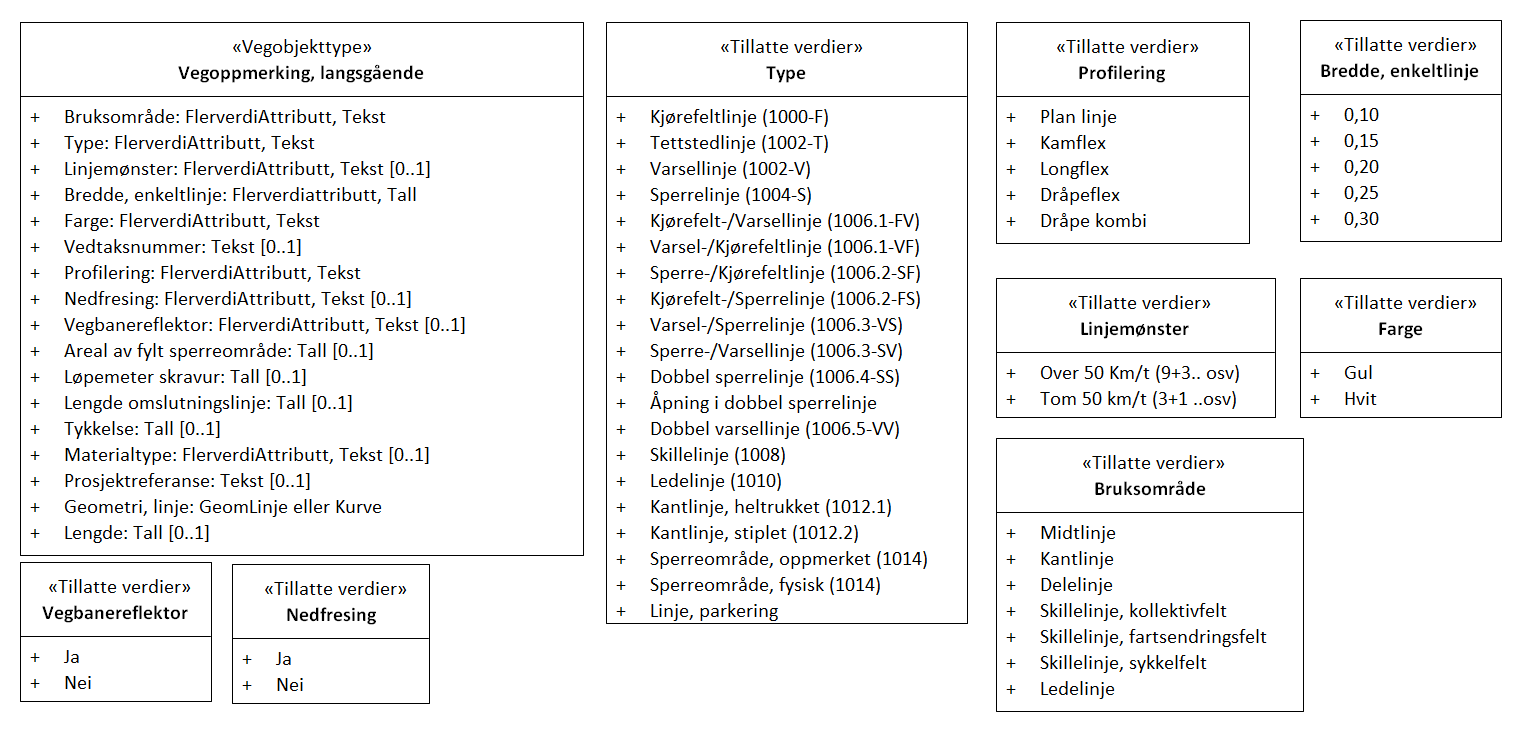 «Vegobjekttype»
Vegoppmerking, langsgående
+ Bruksområde: FlerverdiAttributt, Tekst
+ Type: FlerverdiAttributt, Tekst
+ Linjemønster: FlerverdiAttributt, Tekst [0..1]
+ Bredde, enkeltlinje: Flerverdiattributt, Tall
+ Farge: FlerverdiAttributt, Tekst
+ Vedtaksnummer: Tekst [0..1]
+ Profilering: FlerverdiAttributt, Tekst
+ Nedfresing: FlerverdiAttributt, Tekst [0..1]
+ Vegbanereflektor: FlerverdiAttributt, Tekst [0..1]
+ Areal av fylt sperreområde: Tall [0..1]
+ Løpemeter skravur: Tall [0..1]
+ Lengde omslutningslinje: Tall [0..1]
+ Tykkelse: Tall [0..1]
+ Materialtype: FlerverdiAttributt, Tekst [0..1]
+ Prosjektreferanse: Tekst [0..1]
+ Geometri, linje: GeomLinje eller Kurve
+ Lengde: Tall [0..1]
«Tillatte verdier»
Vegbanereflektor
+ Ja
+ Nei
«Tillatte verdier»
Nedfresing
+ Ja
+ Nei
«Tillatte verdier»
Type
+ Kjørefeltlinje (1000-F)
+ Tettstedlinje (1002-T)
+ Varsellinje (1002-V)
+ Sperrelinje (1004-S)
+ Kjørefelt-/Varsellinje (1006.1-FV)
+ Varsel-/Kjørefeltlinje (1006.1-VF)
+ Sperre-/Kjørefeltlinje (1006.2-SF)
+ Kjørefelt-/Sperrelinje (1006.2-FS)
+ Varsel-/Sperrelinje (1006.3-VS)
+ Sperre-/Varsellinje (1006.3-SV)
+ Dobbel sperrelinje (1006.4-SS)
+ Åpning i dobbel sperrelinje
+ Dobbel varsellinje (1006.5-VV)
+ Skillelinje (1008)
+ Ledelinje (1010)
+ Kantlinje, heltrukket (1012.1)
+ Kantlinje, stiplet (1012.2)
+ Sperreområde, oppmerket (1014)
+ Sperreområde, fysisk (1014)
+ Linje, parkering
«Tillatte verdier»
Profilering
+ Plan linje
+ Kamflex
+ Longflex
+ Dråpeflex
+ Dråpe kombi
«Tillatte verdier»
Bredde, enkeltlinje
+ 0,10
+ 0,15
+ 0,20
+ 0,25
+ 0,30
«Tillatte verdier»
Linjemønster
+ Over 50 Km/t (9+3.. osv)
+ Tom 50 km/t (3+1 ..osv)
«Tillatte verdier»
Farge
+ Gul
+ Hvit
«Tillatte verdier»
Bruksområde
+ Midtlinje
+ Kantlinje
+ Delelinje
+ Skillelinje, kollektivfelt
+ Skillelinje, fartsendringsfelt
+ Skillelinje, sykkelfelt
+ Ledelinje